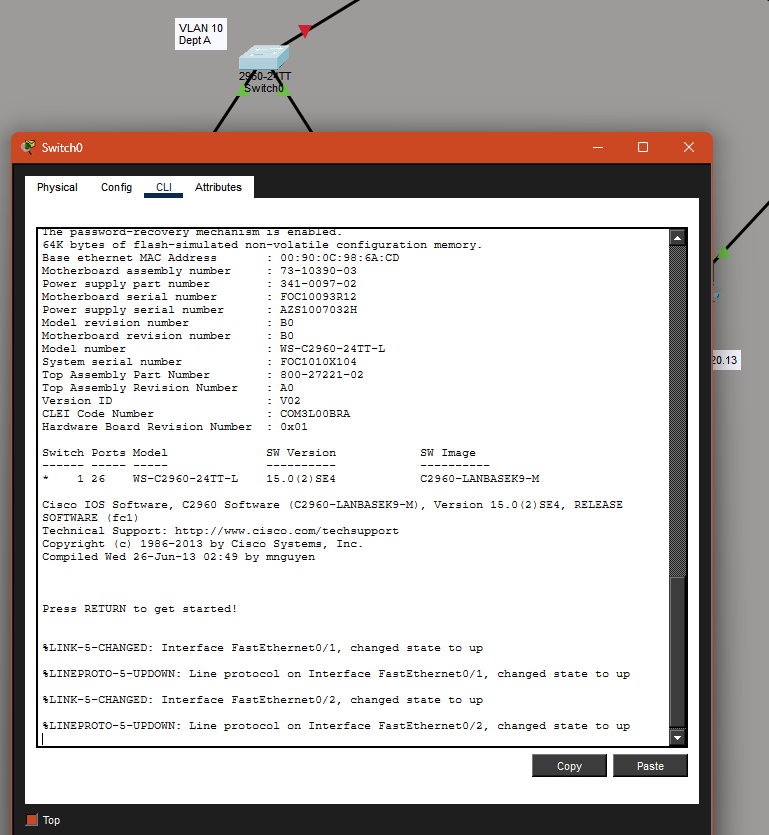 VLAN 10
Dept A
2960-24TT
Switch0
Switch0
Physical Config CLI Attributes
The password-recovery mechanism is enabled.
64K bytes of flash-simulated non-volatile configuration memory.
Base ethernet MAC Address : 00:90:0C:98:6A:CD
Motherboard assembly number : 73-10390-03
Power supply part number : 341-0097-02
Motherboard serial number : FOC10093R12
Power supply serial number : AZS1007032H
Model revision number : B0
Motherboard revision number : B0
Model number : WS-C2960-24TT-L
System serial number : FOC1010X104
Top Assembly Part Number : 800-27221-02
Top Assembly Revision Number : A0
Version ID : V02
CLEI Code Number : COM3L00BRA
Hardware Board Revision Number : 0x01
Switch Ports Model SW Version SW Image
------ ----- ----- ---------- ----------
* 1 26 WS-C2960-24TT-L 15.0(2)SE4 C2960-LANBASEK9-M
Cisco IOS Software, C2960 Software (C2960-LANBASEK9-M), Version 15.0(2)SE4, RELEASE
SOFTWARE (fc1)
Technical Support: http://www.cisco.com/techsupport
Copyright (c) 1986-2013 by Cisco Systems, Inc.
Compiled Wed 26-Jun-13 02:49 by mnguyen
Press RETURN to get started!
%LINK-5-CHANGED: Interface FastEthernet0/1, changed state to up
%LINEPROTO-5-UPDOWN: Line protocol on Interface FastEthernet0/1, changed state to up
%LINK-5-CHANGED: Interface FastEthernet0/2, changed state to up
%LINEPROTO-5-UPDOWN: Line protocol on Interface FastEthernet0/2, changed state to up
20.13
Copy Paste
Top